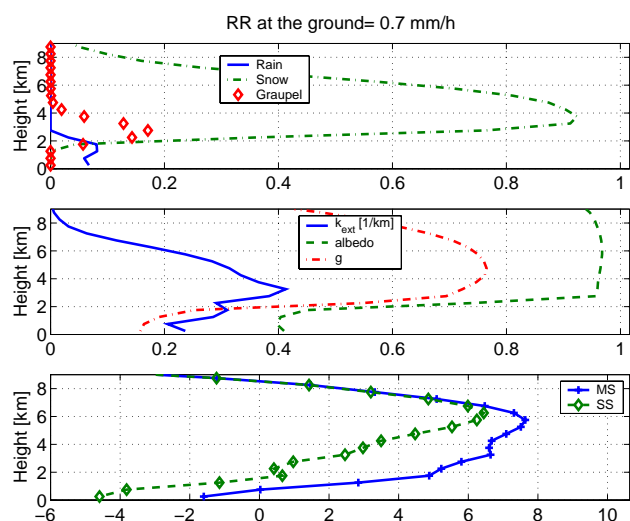 RR at the ground= 0.7 mm/h
Height [km]
8
6
4
2
0
Rain
Snow
Graupel
0 0.2 0.4 0.6 0.8 1
Height [km]
8
6
4
2
0
k_ext [1/km]
albedo
g
0 0.2 0.4 0.6 0.8 1
Height [km]
8
6
4
2
0
MS
SS
−6 −4 −2 0 2 4 6 8 10